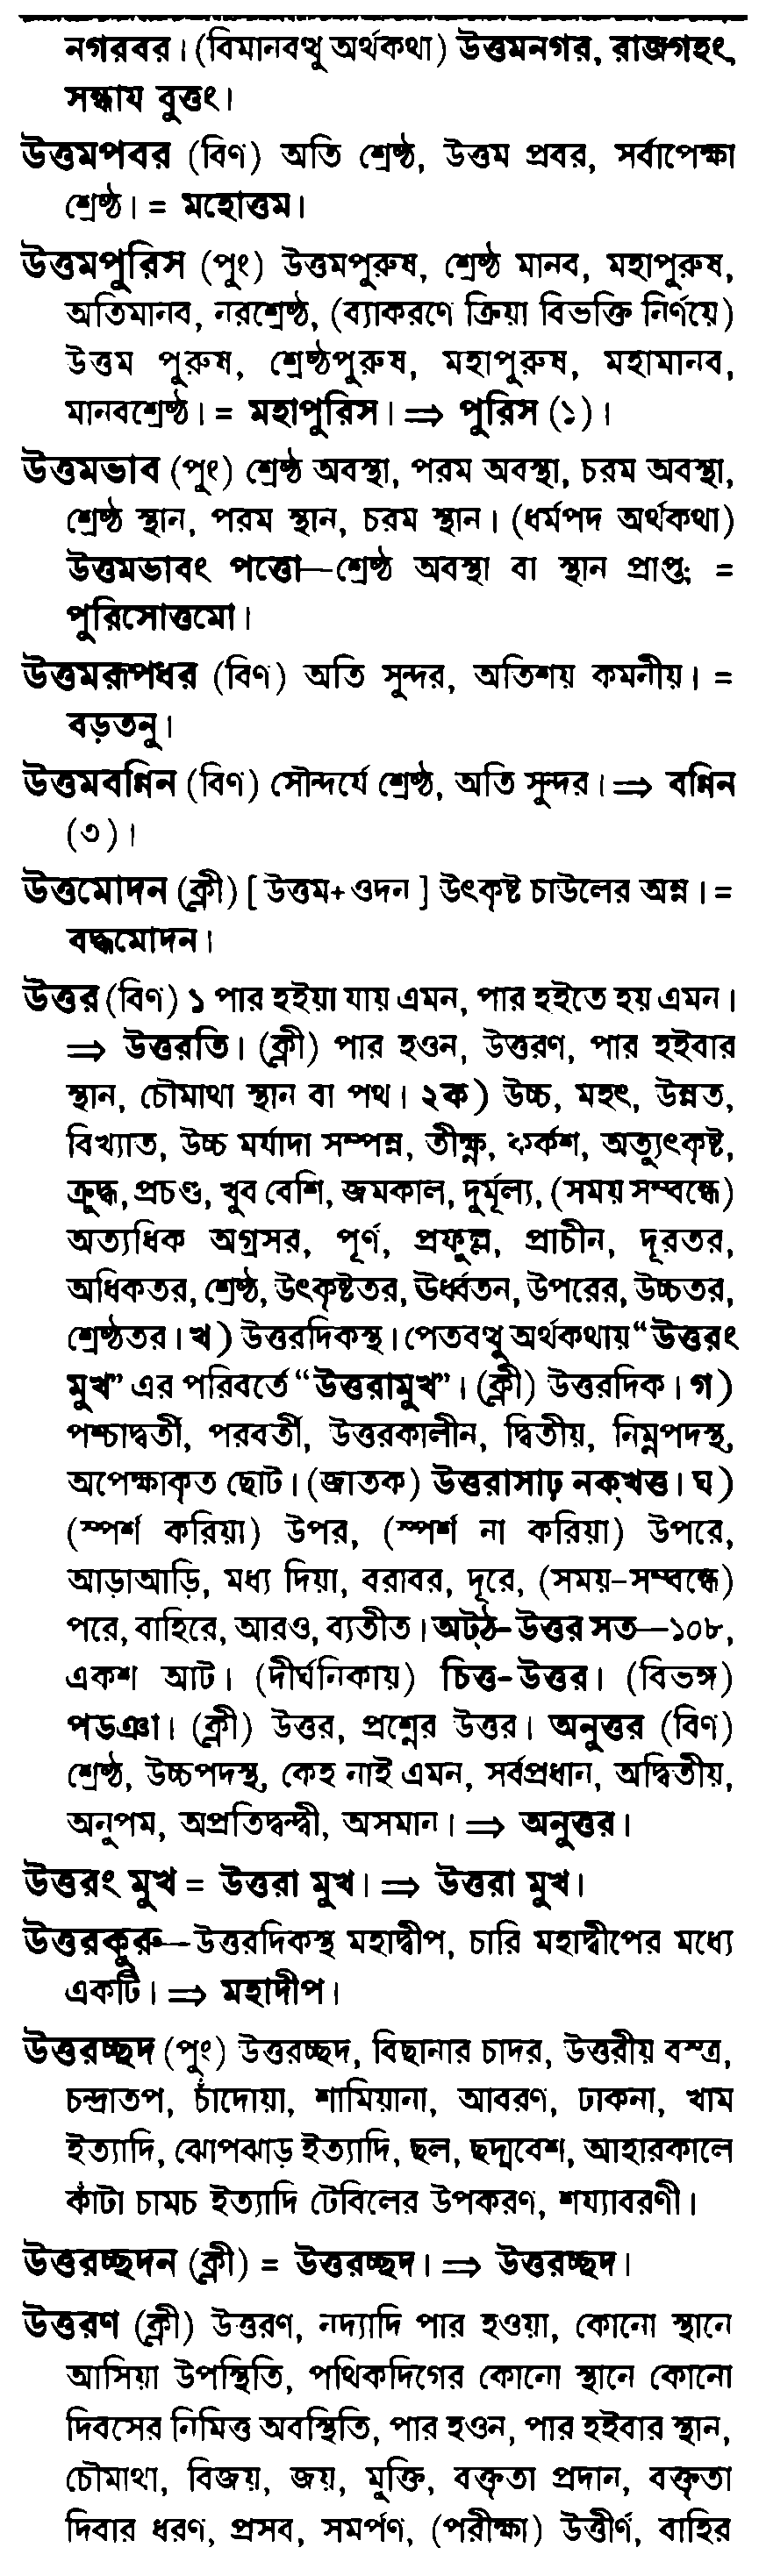 নগরবর। (বিমানবত্থু অর্থকথা) উত্তমনগর, রাজগহং,
সন্ধায বুত্তং।
উত্তমপবর (বিণ) অতি শ্রেষ্ঠ, উত্তম প্রবর, সর্বাপেক্ষা
শ্রেষ্ঠ। = মহোত্তম।
উত্তমপুরিস (পুং) উত্তমপুরুষ, শ্রেষ্ঠ মানব, মহাপুরুষ,
অতিমানব, নরশ্রেষ্ঠ, (ব্যাকরণে ক্রিয়া বিভক্তি নির্ণয়ে)
উত্তম পুরুষ, শ্রেষ্ঠপুরুষ, মহাপুরুষ, মহামানব,
মানবশ্রেষ্ঠ। = মহাপুরিস। ⇒ পুরিস (১)।
উত্তমভাব (পুং) শ্রেষ্ঠ অবস্থা, পরম অবস্থা, চরম অবস্থা,
শ্রেষ্ঠ স্থান, পরম স্থান, চরম স্থান। (ধর্মপদ অর্থকথা)
উত্তমভাবং পত্তো—শ্রেষ্ঠ অবস্থা বা স্থান প্রাপ্ত; =
পুরিসোত্তমো।
উত্তমরূপধর (বিণ) অতি সুন্দর, অতিশয় কমনীয়। =
বড়তনু।
উত্তমবণ্নিন (বিণ) সৌন্দর্যে শ্রেষ্ঠ, অতি সুন্দর। ⇒ বণ্নিন
(৩)।
উত্তমোদন (ক্লী) [ উত্তম+ ওদন ] উৎকৃষ্ট চাউলের অন্ন। =
বদ্ধমোদন।
উত্তর (বিণ) ১ পার হইয়া যায় এমন, পার হইতে হয় এমন।
⇒ উত্তরতি। (ক্লী) পার হওন, উত্তরণ, পার হইবার
স্থান, চৌমাথা স্থান বা পথ। ২ক) উচ্চ, মহৎ, উন্নত,
বিখ্যাত, উচ্চ মর্যাদা সম্পন্ন, তীক্ষ্ণ, কর্কশ, অত্যুৎকৃষ্ট,
ক্রুদ্ধ, প্রচণ্ড, খুব বেশি, জমকাল, দুর্মূল্য, (সময় সম্বন্ধে)
অত্যধিক অগ্রসর, পূর্ণ, প্রফুল্ল, প্রাচীন, দূরতর,
অধিকতর, শ্রেষ্ঠ, উৎকৃষ্টতর, ঊর্ধ্বতন, উপরের, উচ্চতর,
শ্রেষ্ঠতর। খ) উত্তরদিকস্থ। পেতবত্থু অর্থকথায় “উত্তরং
মুখ” এর পরিবর্তে “উত্তরামুখ”। (ক্লী) উত্তরদিক। গ)
পশ্চাদ্বর্তী, পরবর্তী, উত্তরকালীন, দ্বিতীয়, নিম্নপদস্থ,
অপেক্ষাকৃত ছোট। (জাতক) উত্তরাসাঢ় নক্খত্ত। ঘ)
(স্পর্শ করিয়া) উপর, (স্পর্শ না করিয়া) উপরে,
আড়াআড়ি, মধ্য দিয়া, বরাবর, দূরে, (সময়-সম্বন্ধে)
পরে, বাহিরে, আরও, ব্যতীত। অট্ঠ-উত্তর সত—১০৮,
একশ আট। (দীর্ঘনিকায়) চিত্ত-উত্তর। (বিভঙ্গ)
পডঞা। (ক্লী) উত্তর, প্রশ্নের উত্তর। অনুত্তর (বিণ)
শ্রেষ্ঠ, উচ্চপদস্থ, কেহ নাই এমন, সর্বপ্রধান, অদ্বিতীয়,
অনুপম, অপ্রতিদ্বন্দ্বী, অসমান। ⇒ অনুত্তর।
উত্তরং মুখ = উত্তরা মুখ। ⇒ উত্তরা মুখ।
উত্তরকুরু—উত্তরদিকস্থ মহাদ্বীপ, চারি মহাদ্বীপের মধ্যে
একটি। ⇒ মহাদীপ।
উত্তরচ্ছদ (পুং) উত্তরচ্ছদ, বিছানার চাদর, উত্তরীয় বস্ত্র,
চন্দ্রাতপ, চাঁদোয়া, শামিয়ানা, আবরণ, ঢাকনা, খাম
ইত্যাদি, ঝোপঝাড় ইত্যাদি, ছল, ছদ্মবেশ, আহারকালে
কাঁটা চামচ ইত্যাদি টেবিলের উপকরণ, শয্যাবরণী।
উত্তরচ্ছদন (ক্লী) = উত্তরচ্ছদ। ⇒ উত্তরচ্ছদ।
উত্তরণ (ক্লী) উত্তরণ, নদ্যাদি পার হওয়া, কোনো স্থানে
আসিয়া উপস্থিতি, পথিকদিগের কোনো স্থানে কোনো
দিবসের নিমিত্ত অবস্থিতি, পার হওন, পার হইবার স্থান,
চৌমাথা, বিজয়, জয়, মুক্তি, বক্তৃতা প্রদান, বক্তৃতা
দিবার ধরণ, প্রসব, সমর্পণ, (পরীক্ষা) উত্তীর্ণ, বাহির